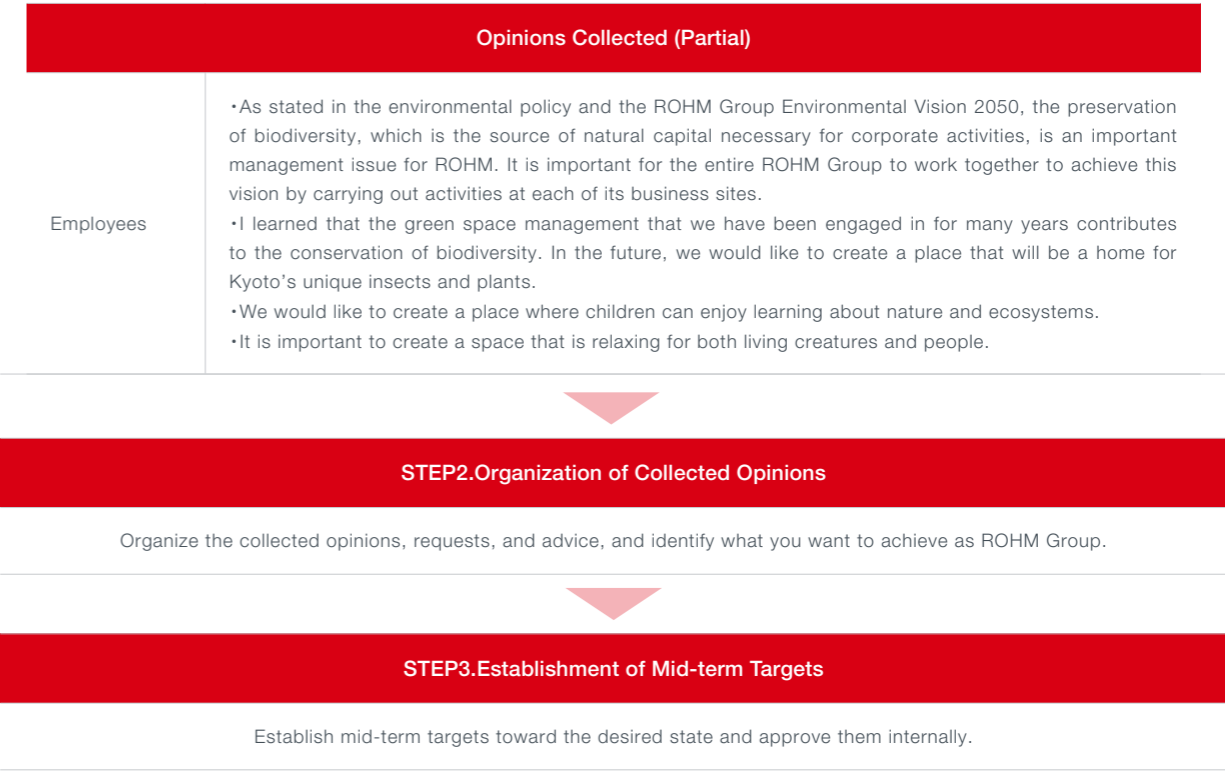 Opinions Collected (Partial)
Employees
・As stated in the environmental policy and the ROHM Group Environmental Vision 2050, the preservation
of biodiversity, which is the source of natural capital necessary for corporate activities, is an important
management issue for ROHM. It is important for the entire ROHM Group to work together to achieve this
vision by carrying out activities at each of its business sites.
・I learned that the green space management that we have been engaged in for many years contributes
to the conservation of biodiversity. In the future, we would like to create a place that will be a home for
Kyoto's unique insects and plants.
・We would like to create a place where children can enjoy learning about nature and ecosystems.
・It is important to create a space that is relaxing for both living creatures and people.
STEP2.Organization of Collected Opinions
Organize the collected opinions, requests, and advice, and identify what you want to achieve as ROHM Group.
STEP3.Establishment of Mid-term Targets
Establish mid-term targets toward the desired state and approve them internally.